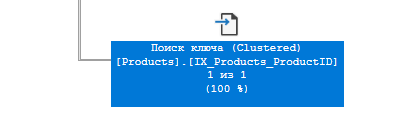 Поиск ключа (Clustered)
[Products].[IX_Products_ProductID]
1 из 1
(100 %)